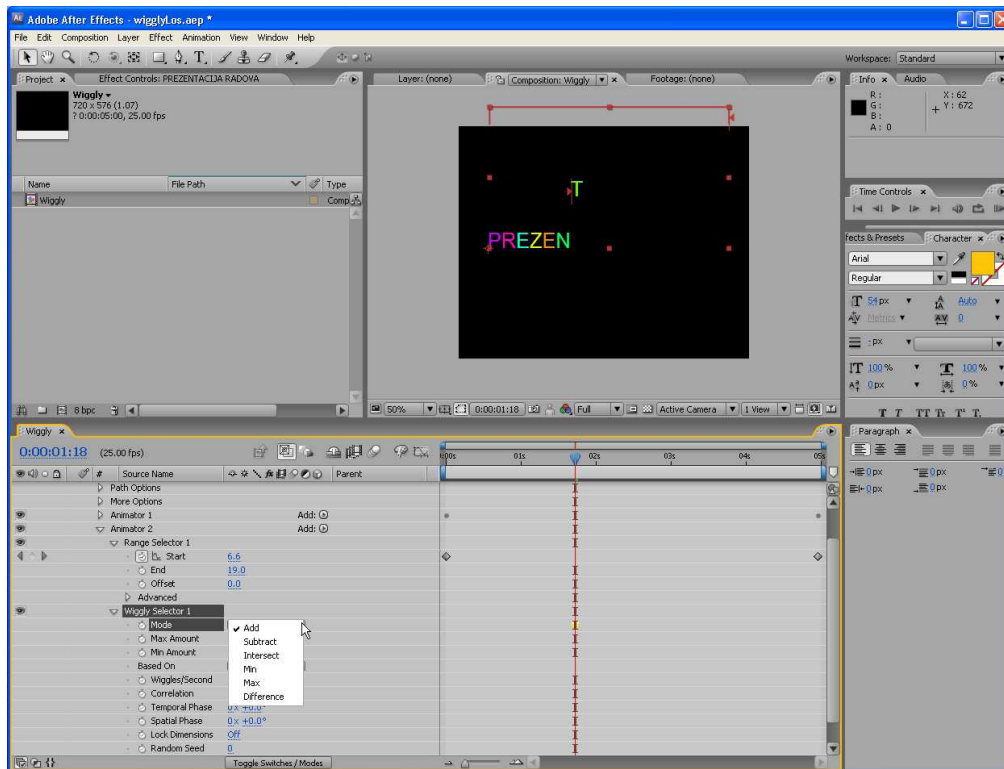 Adobe After Effects - wigglyLos.aep *
File Edit Composition Layer Effect Animation View Window Help
Workspace: Standard
Project × Effect Controls: PREZENTACIJA RADOVA
Wiggly
720 x 576 (1.07)
? 0:00:05:00, 25.00 fps
Name File Path Type
Wiggly Comp
8 bpc
Layer: (none) Composition: Wiggly × Footage: (none)
T
PREZEN
50% 0:00:01:18 Full Active Camera 1 View
Info × Audio
R : X : 62
G : + Y : 672
B :
A : 0
Time Controls ×
fects & Presets Character ×
Arial
Regular
54 px Auto
Metrics AV 0
- px
100 % 100 %
0 px 0 %
T T TT Tr T' T,
Paragraph ×
0 px 0 px 0
0 px 0 px
Wiggly ×
0:00:01:18 (25.00 fps)
# Source Name Parent
01s 02s 03s 04s 05s
Path Options
More Options
Animator 1 Add:
Animator 2 Add:
Range Selector 1
Start 6.6
End 19.0
Offset 0.0
Advanced
Wiggly Selector 1
Mode
Add
Subtract
Intersect
Min
Max
Difference
Max Amount
Min Amount
Based On
Wiggles/Second
Correlation
Temporal Phase 0 x +0.0°
Spatial Phase 0 x +0.0°
Lock Dimensions Off
Random Seed 0
Toggle Switches / Modes